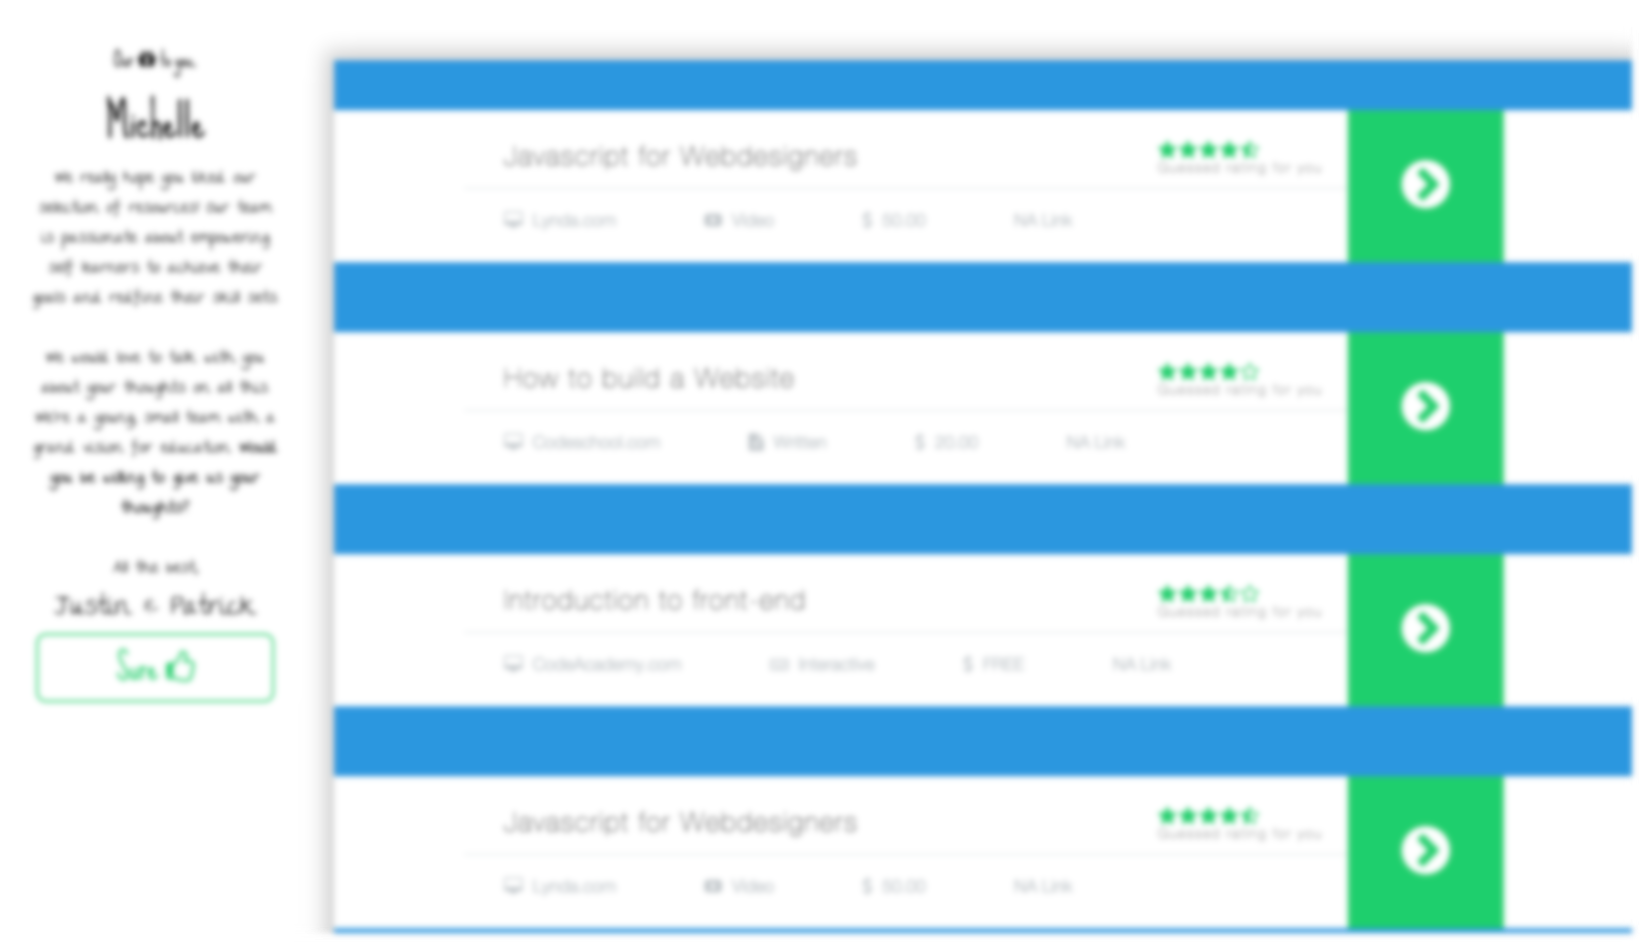 to you
Michelle
We really hope you liked our
selection of resources! Our team
is passionate about empowering
self learners to achieve their
goals and redefine their skill sets
We would love to talk with you
about your thoughts on all this
We're a young, small team with a
grand vision for education. Would
you be willing to give us your
thoughts?
All the best,
Justin & Patrick
Sure
Javascript for Webdesigners
Guessed rating for you
Lynda.com Video $ 50.00 NA Link
How to build a Website
Guessed rating for you
Codeschool.com Written $ 20.00 NA Link
Introduction to front-end
Guessed rating for you
CodeAcademy.com Interactive $ FREE NA Link
Javascript for Webdesigners
Guessed rating for you
Lynda.com Video $ 50.00 NA Link